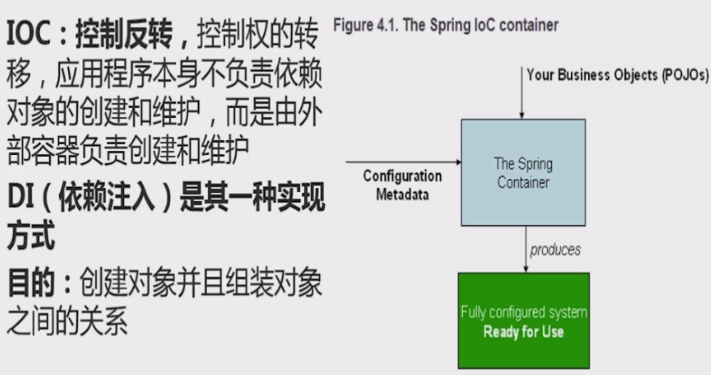 IOC：控制反转，控制权的转
移，应用程序本身不负责依赖
对象的创建和维护，而是由外
部容器负责创建和维护
DI（依赖注入）是其一种实现
方式
目的：创建对象并且组装对象
之间的关系
Figure 4.1. The Spring IoC container
Your Business Objects (POJOs)
The Spring
Container
Configuration
Metadata
produces
Fully configured system
Ready for Use